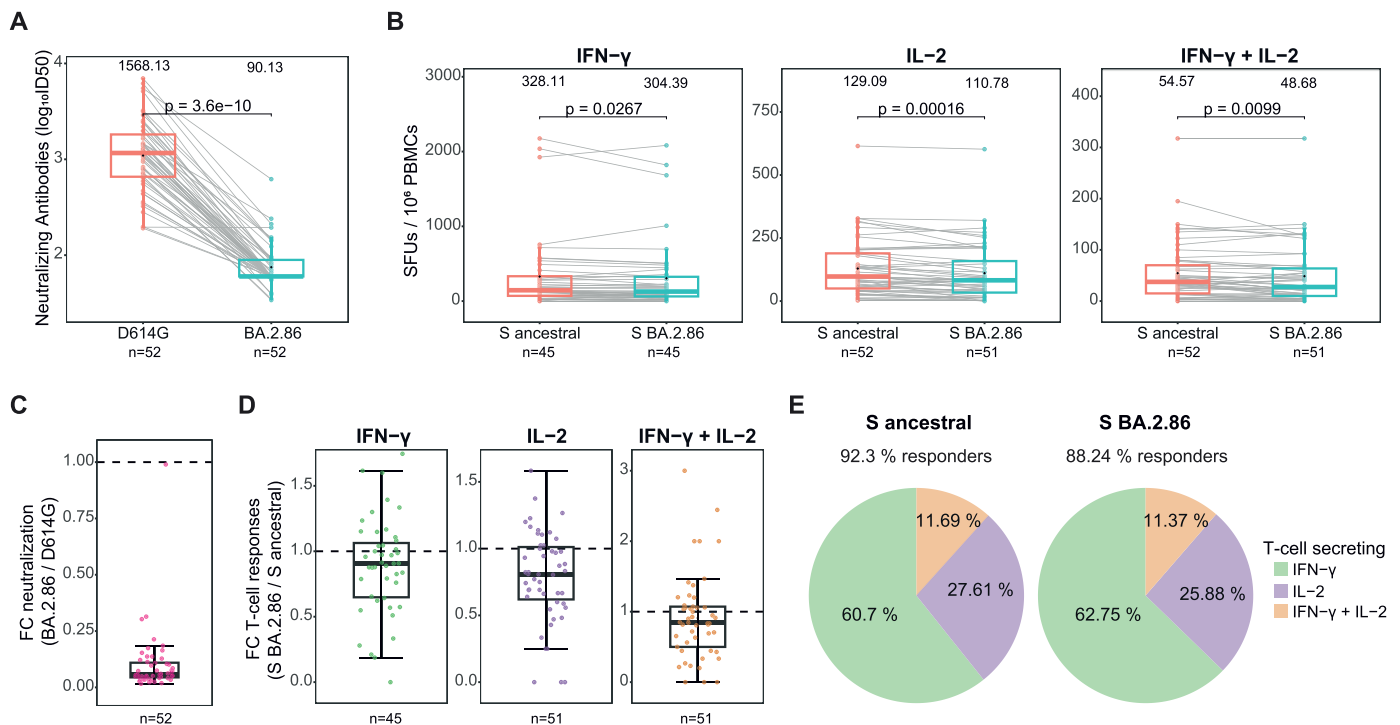 A
Neutralizing Antibodies (log₁₀ID50)
4
3
2
1568.13
90.13
p = 3.6e−10
D614G
BA.2.86
n=52
n=52
B
SFUs / 10⁶ PBMCs
IFN−γ
3000
2000
1000
0
328.11
304.39
p = 0.0267
S ancestral
S BA.2.86
n=45
n=45
IL−2
750
500
250
0
129.09
110.78
p = 0.00016
S ancestral
S BA.2.86
n=52
n=51
IFN−γ + IL−2
400
300
200
100
0
54.57
48.68
p = 0.0099
S ancestral
S BA.2.86
n=52
n=51
C
FC neutralization
(BA.2.86 / D614G)
1.00
0.75
0.50
0.25
0.00
n=52
D
FC T-cell responses
(S BA.2.86 / S ancestral)
IFN−γ
1.5
1.0
0.5
0.0
n=45
IL−2
1.5
1.0
0.5
0.0
n=51
IFN−γ + IL−2
3
2
1
0
n=51
E
S ancestral
92.3 % responders
11.69 %
27.61 %
60.7 %
S BA.2.86
88.24 % responders
11.37 %
25.88 %
62.75 %
T-cell secreting
IFN−γ
IL−2
IFN−γ + IL−2